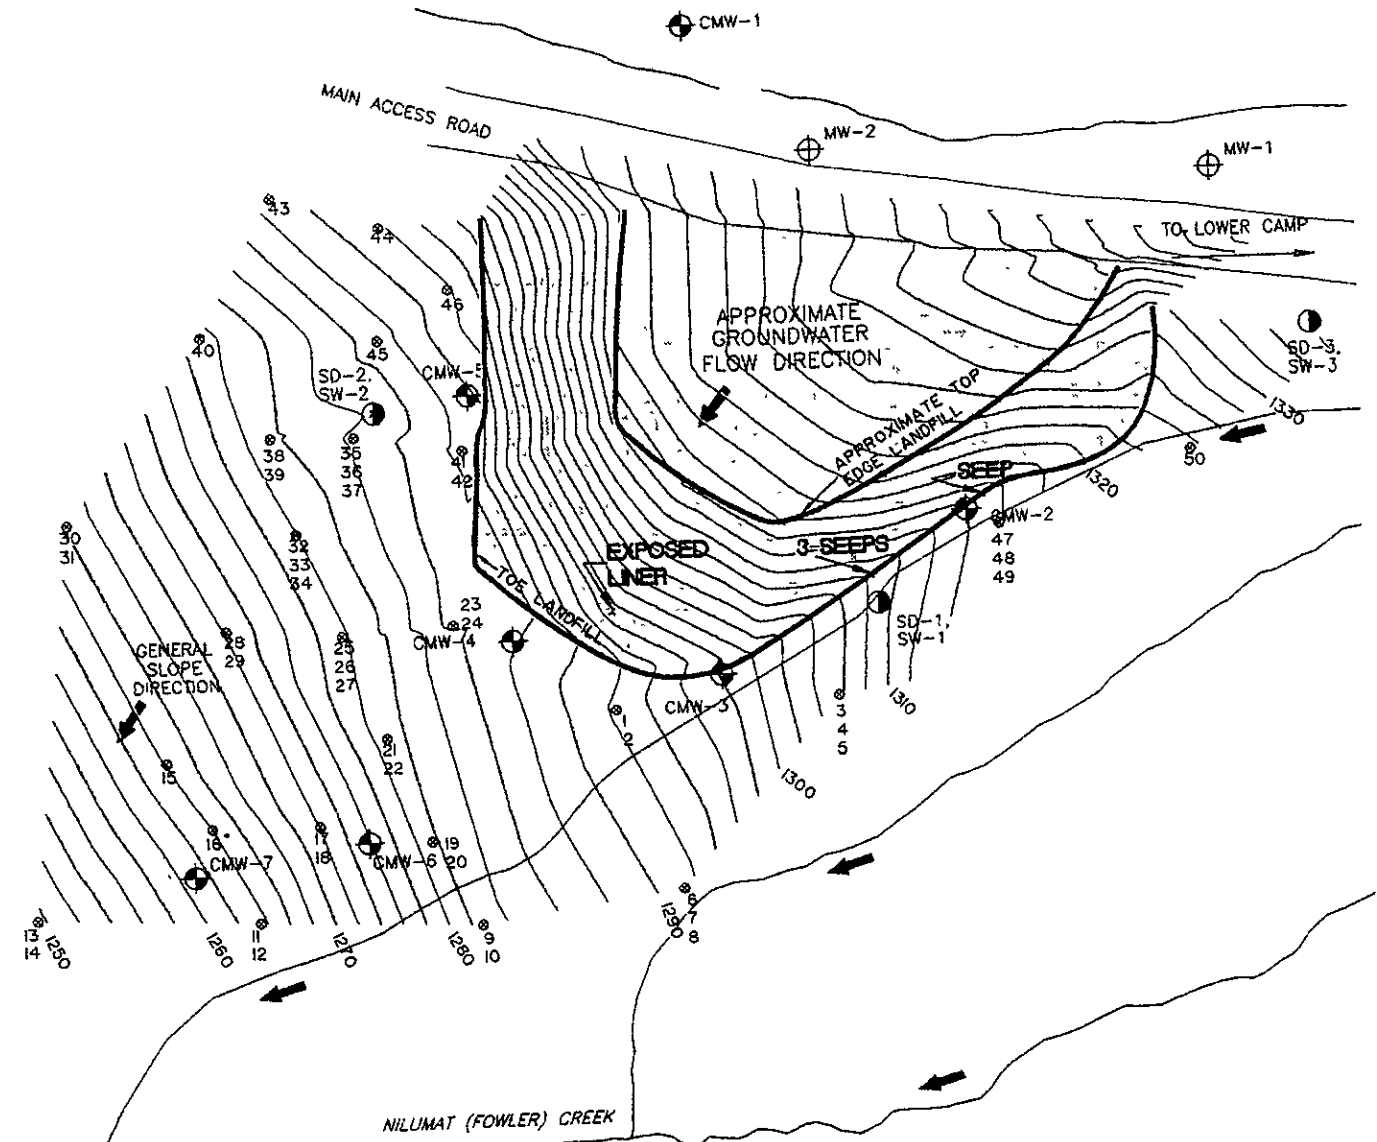 CMW-1
MAIN ACCESS ROAD
MW-2
MW-1
43
44
TO LOWER CAMP
46
APPROXIMATE
GROUNDWATER
FLOW DIRECTION
40
45
SD-2,
SW-2
CMW-5
SD-3,
SW-3
1330
APPROXIMATE TOP
EDGE LANDFILL
38
39
35
36
37
41
42
50
SEEP
1320
CMW-2
47
48
49
30
31
32
33
34
EXPOSED
LINER
3-SEEPS
TOE LANDFILL
23
24
CMW-4
SD-1,
SW-1
GENERAL
SLOPE
DIRECTION
28
29
25
26
27
CMW-3
1
2
3
4
5
1310
21
22
15
1300
16
17
18
CMW-6
19
20
CMW-7
6
7
8
1290
13
14
1250
1260
11
12
1270
1280
9
10
NILUMAT (FOWLER) CREEK